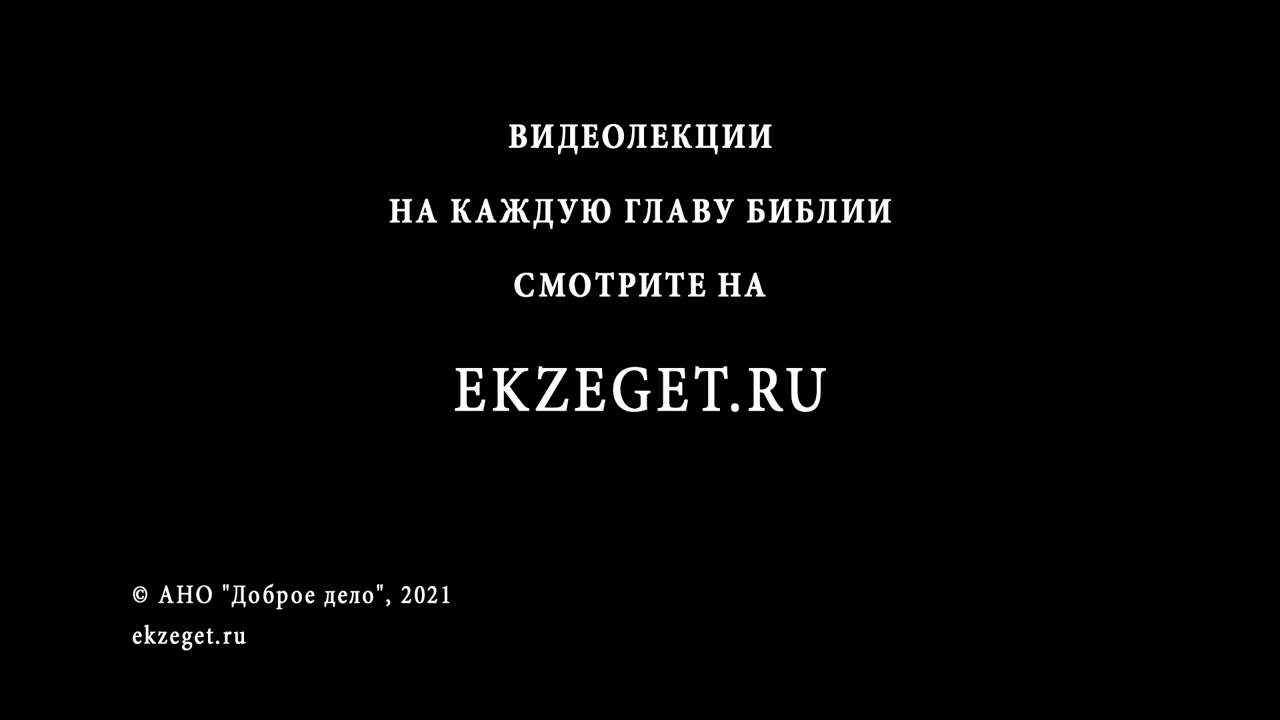 ВИДЕОЛЕКЦИИ
НА КАЖДУЮ ГЛАВУ БИБЛИИ
СМОТРИТЕ НА
EKZEGET.RU
© АНО "Доброе дело", 2021
ekzeget.ru